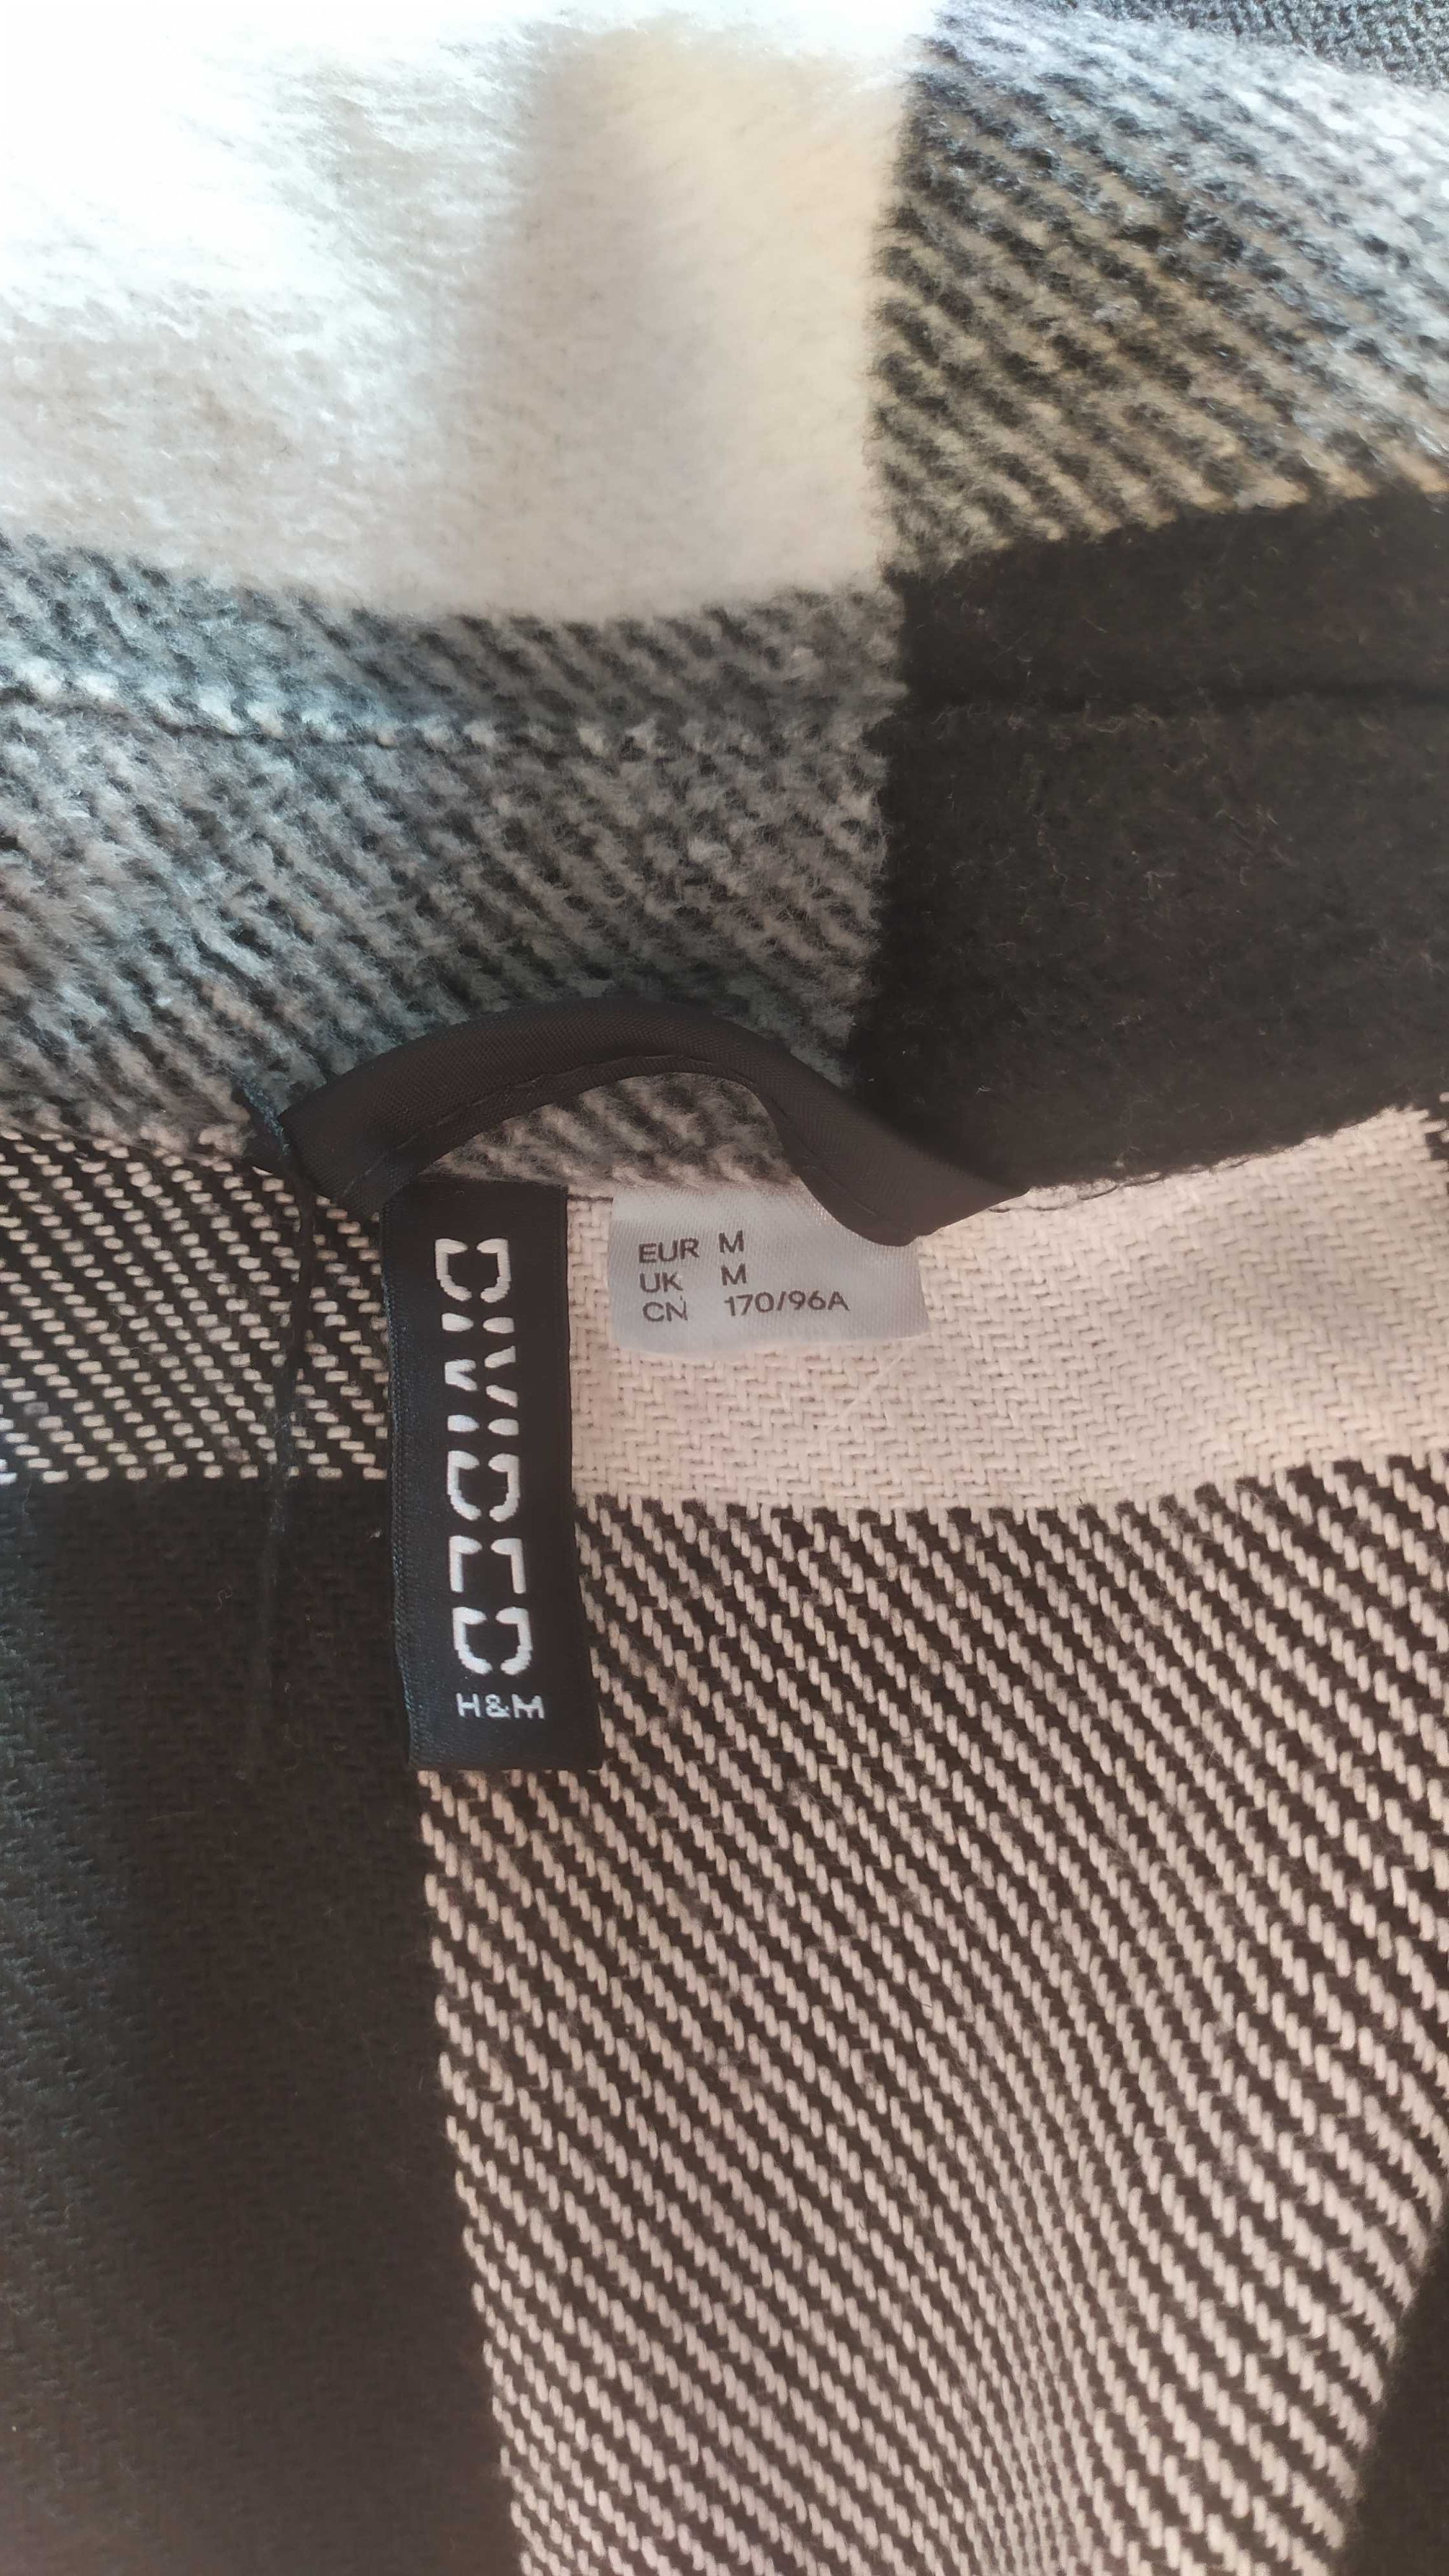 DIVIDED
H&M
EUR M
UK M
CN 170/96A